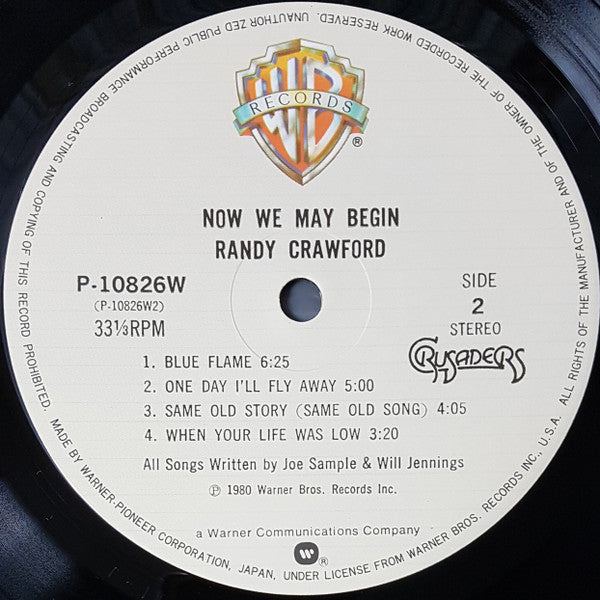 WB
RECORDS
®
NOW WE MAY BEGIN
RANDY CRAWFORD
P-10826W
(P-10826W2)
33⅓RPM
SIDE
2
STEREO
CRUSADERS
1. BLUE FLAME 6:25
2. ONE DAY I'LL FLY AWAY 5:00
3. SAME OLD STORY (SAME OLD SONG) 4:05
4. WHEN YOUR LIFE WAS LOW 3:20
All Songs Written by Joe Sample & Will Jennings
Ⓟ 1980 Warner Bros. Records Inc.
a Warner Communications Company
®
MADE BY WARNER-PIONEER CORPORATION, JAPAN, UNDER LICENSE FROM WARNER BROS. RECORDS INC., U.S.A. ALL RIGHTS OF THE MANUFACTURER AND OF THE OWNER OF THE RECORDED WORK RESERVED. UNAUTHORIZED PUBLIC PERFORMANCE BROADCASTING AND COPYING OF THIS RECORD PROHIBITED.